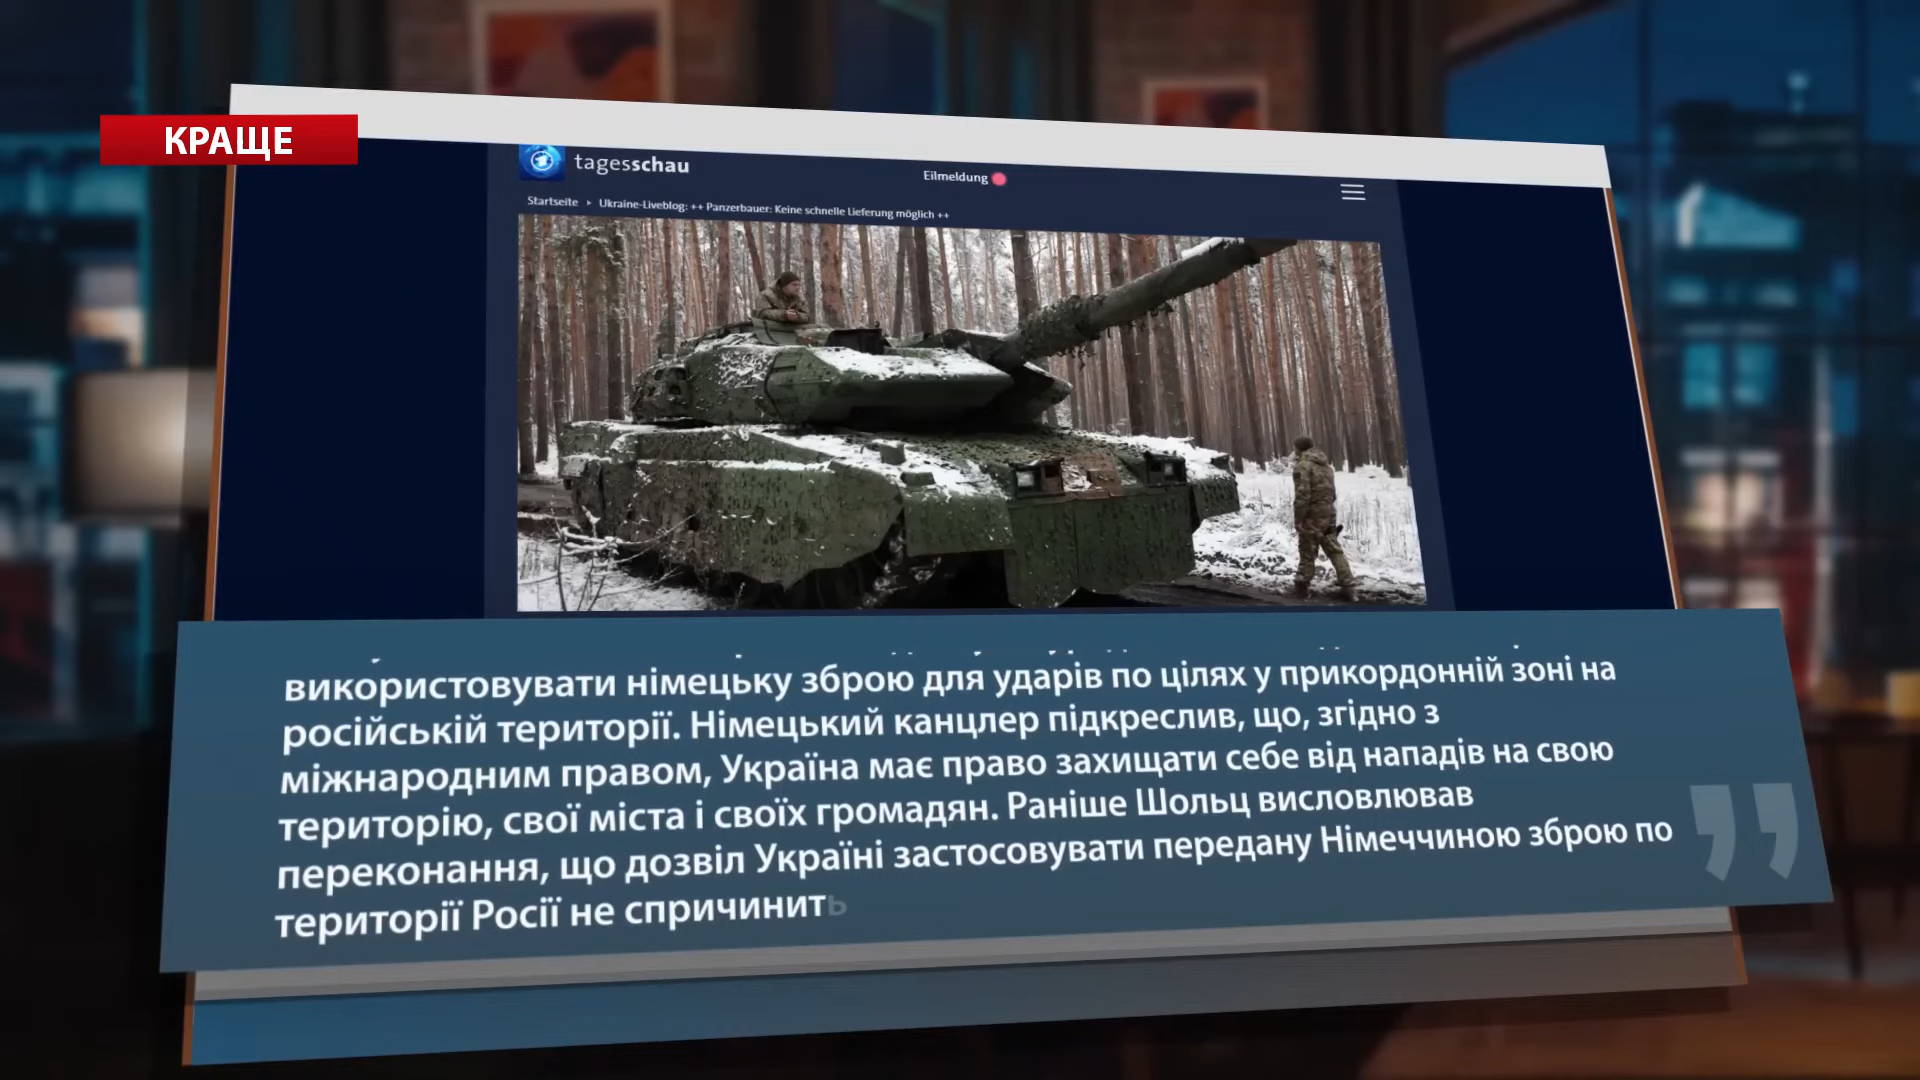 КРАЩЕ
tagesschau
Eilmeldung
Startseite ▸ Ukraine-Liveblog: ++ Panzerbauer: Keine schnelle Lieferung möglich ++
використовувати німецьку зброю для ударів по цілях у прикордонній зоні на
російській території. Німецький канцлер підкреслив, що, згідно з
міжнародним правом, Україна має право захищати себе від нападів на свою
територію, свої міста і своїх громадян. Раніше Шольц висловлював
переконання, що дозвіл Україні застосовувати передану Німеччиною зброю по
території Росії не спричинить